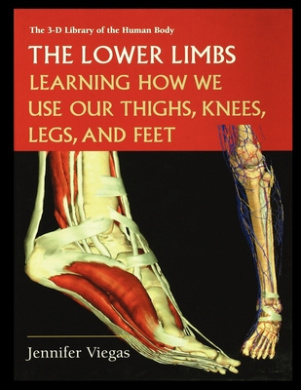 The 3-D Library of the Human Body
THE LOWER LIMBS
LEARNING HOW WE
USE OUR THIGHS, KNEES,
LEGS, AND FEET
Jennifer Viegas